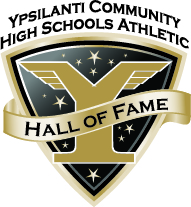 YPSILANTI COMMUNITY
HIGH SCHOOLS ATHLETIC
Y
HALL OF FAME